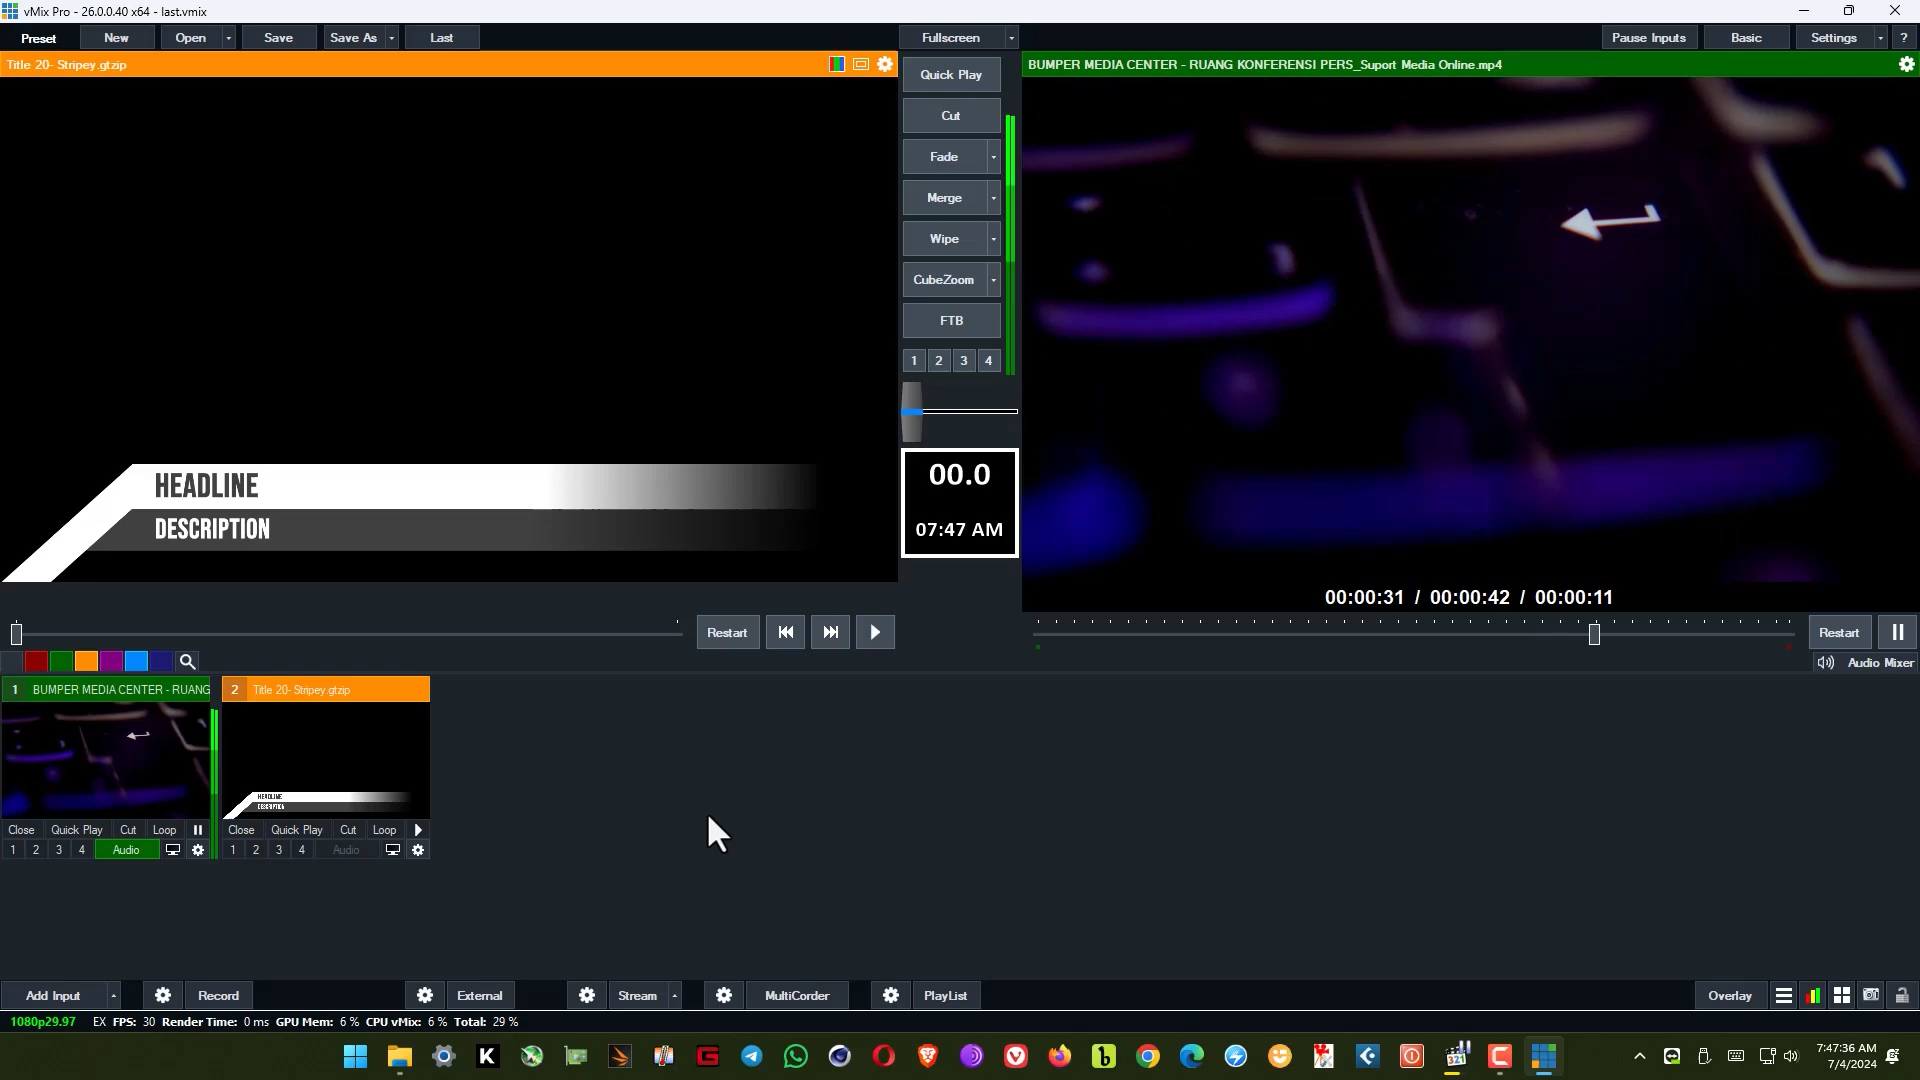 vMix Pro - 26.0.0.40 x64 - last.vmix
Preset New Open Save Save As Last Fullscreen Pause Inputs Basic Settings ?
Title 20- Stripey.gtzip
BUMPER MEDIA CENTER - RUANG KONFERENSI PERS_Suport Media Online.mp4
Quick Play
Cut
Fade
Merge
Wipe
CubeZoom
FTB
1 2 3 4
HEADLINE
DESCRIPTION
00.0
07:47 AM
00:00:31 / 00:00:42 / 00:00:11
Restart
Restart
Audio Mixer
1 BUMPER MEDIA CENTER - RUANG
2 Title 20- Stripey.gtzip
HEADLINE
DESCRIPTION
Close Quick Play Cut Loop
Close Quick Play Cut Loop
1 2 3 4 Audio
1 2 3 4 Audio
Add Input Record External Stream MultiCorder PlayList Overlay
1080p29.97 EX FPS: 30 Render Time: 0 ms GPU Mem: 6 % CPU vMix: 6 % Total: 29 %
K
b
321
7:47:36 AM
7/4/2024